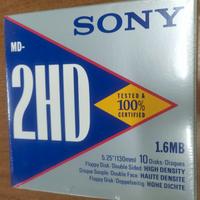 SONY
MD-
2HD
TESTED &
100%
CERTIFIED
1.6MB
5.25"(130mm) 10 Disks·Disques
Floppy Disk·Double Sided HIGH DENSITY
Disque Souple·Double Face HAUTE DENSITE
Floppy Disk·Doppelseitig HOHE DICHTE